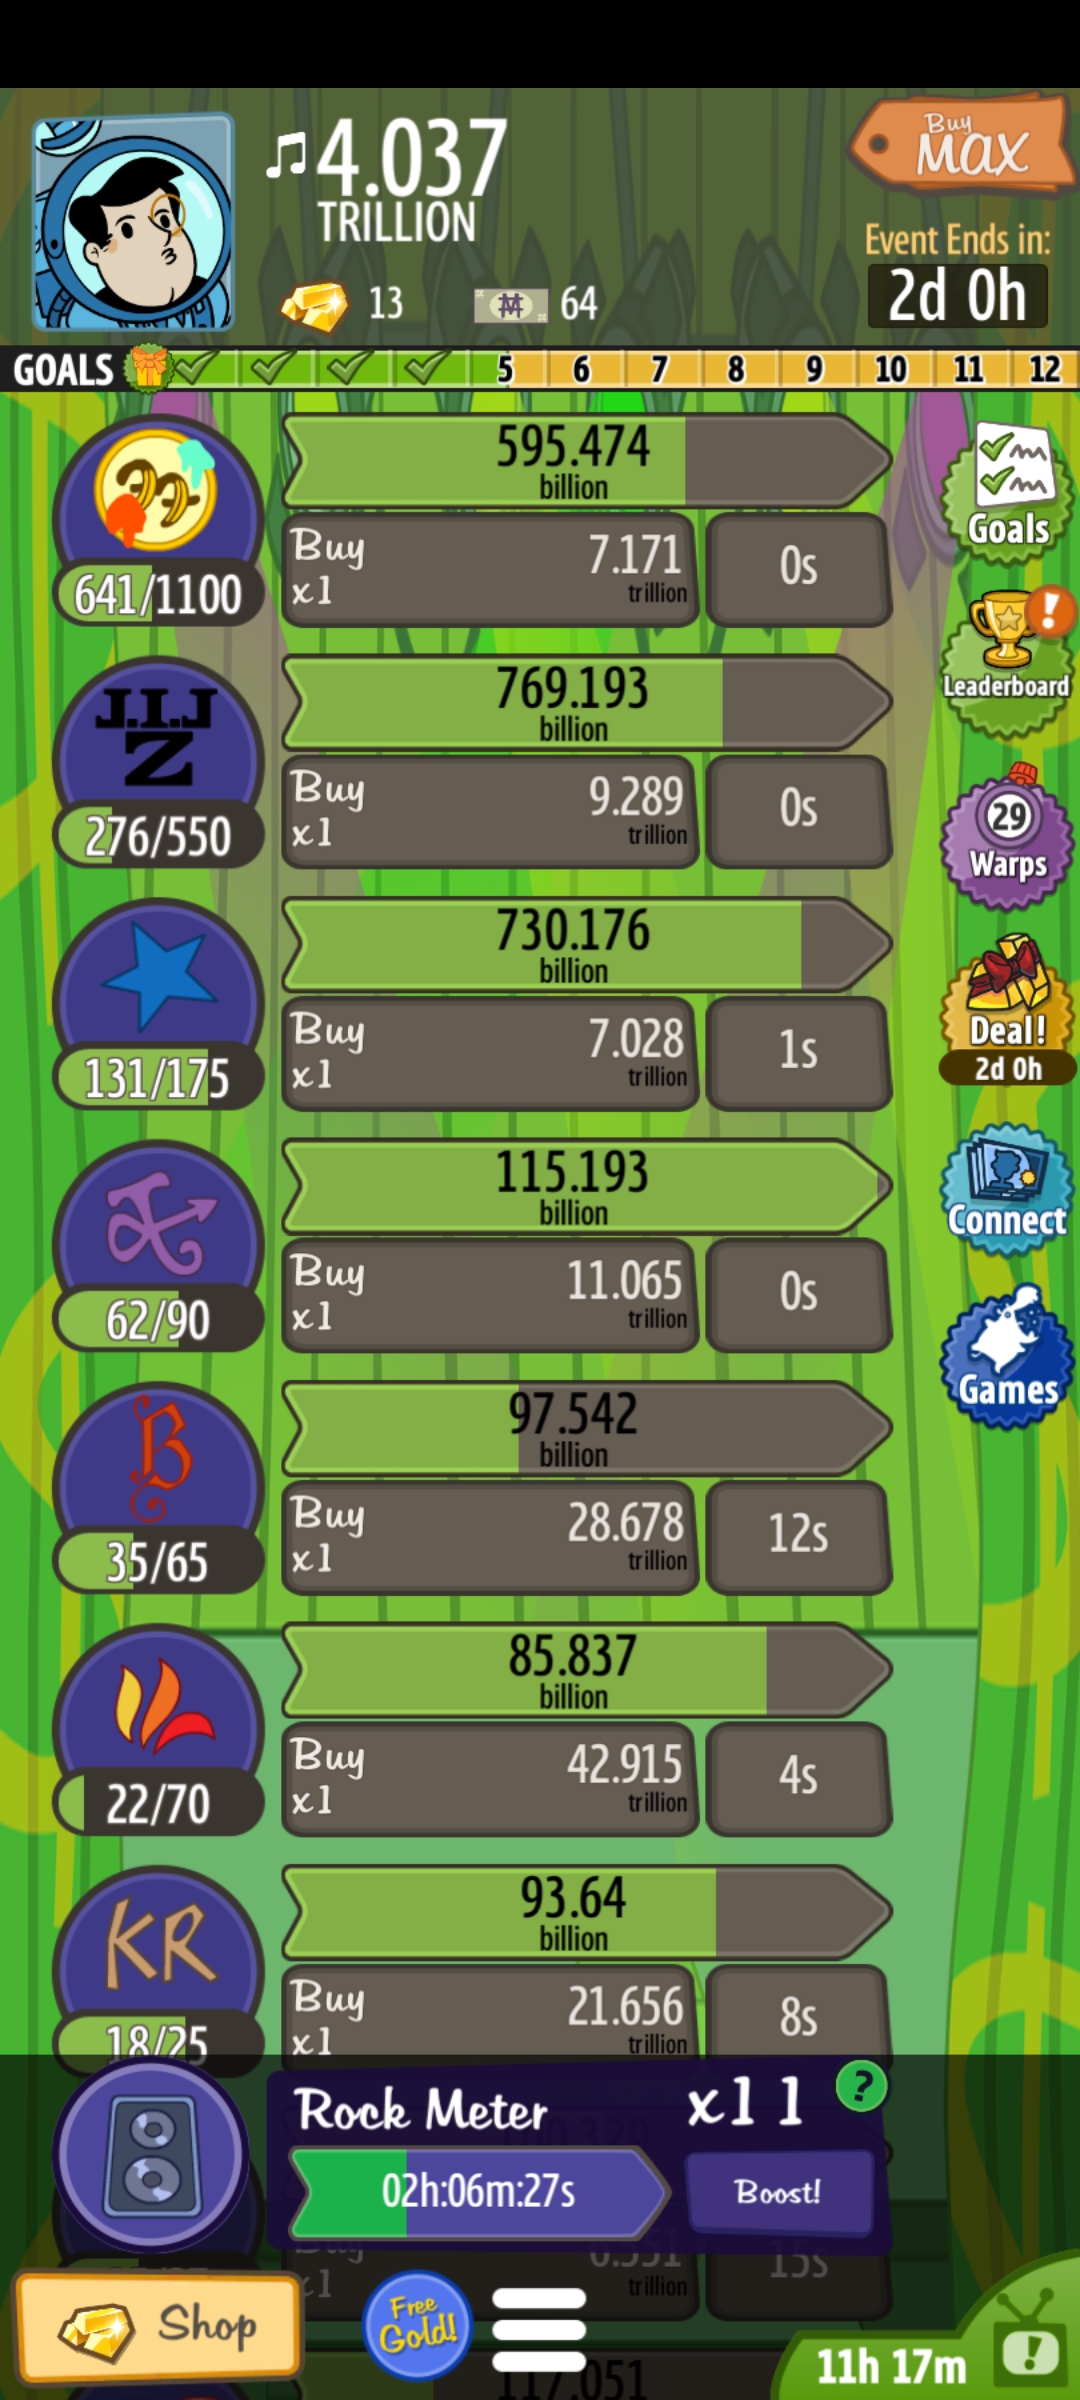 4.037
TRILLION
13
64
Buy
MAX
Event Ends in:
2d 0h
GOALS
5 6 7 8 9 10 11 12
595.474
billion
641/1100
Buy
x1
7.171
trillion
0s
Goals
Leaderboard
J.I.J
Z
769.193
billion
276/550
Buy
x1
9.289
trillion
0s
29
Warps
730.176
billion
131/175
Buy
x1
7.028
trillion
1s
Deal!
2d 0h
115.193
billion
62/90
Buy
x1
11.065
trillion
0s
Connect
Games
B
97.542
billion
35/65
Buy
x1
28.678
trillion
12s
85.837
billion
22/70
Buy
x1
42.915
trillion
4s
KR
93.64
billion
18/25
Buy
x1
21.656
trillion
8s
Rock Meter
x11
?
02h:06m:27s
Boost!
Buy
x1
6.551
trillion
15s
Shop
Free
Gold!
117.051
11h 17m
!